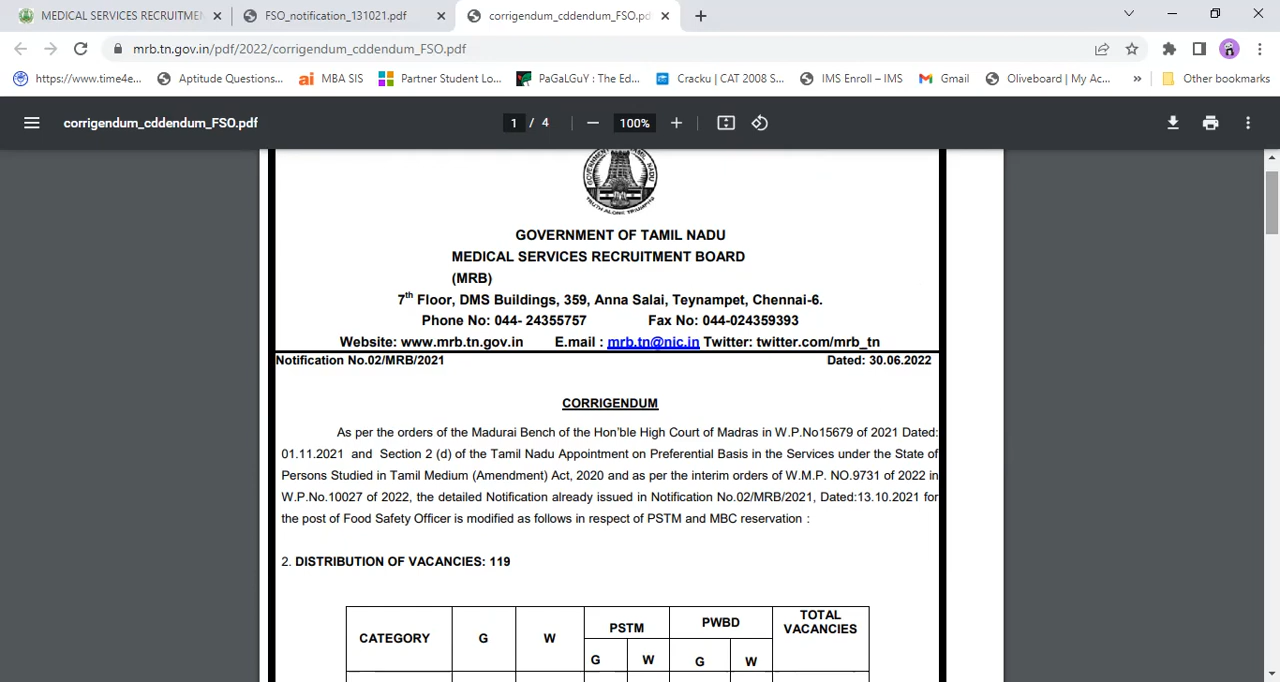 MEDICAL SERVICES RECRUITMEN
FSO_notification_131021.pdf
corrigendum_cddendum_FSO.pd
mrb.tn.gov.in/pdf/2022/corrigendum_cddendum_FSO.pdf
https://www.time4e...
Aptitude Questions...
ai MBA SIS
Partner Student Lo...
PaGaLGuY : The Ed...
Cracku | CAT 2008 S...
IMS Enroll – IMS
Gmail
Oliveboard | My Ac...
»
Other bookmarks
corrigendum_cddendum_FSO.pdf
1 / 4
100%
GOVERNMENT OF TAMIL NADU
TRUTH ALONE TRIUMPHS
GOVERNMENT OF TAMIL NADU
MEDICAL SERVICES RECRUITMENT BOARD
(MRB)
7th Floor, DMS Buildings, 359, Anna Salai, Teynampet, Chennai-6.
Phone No: 044- 24355757 Fax No: 044-024359393
Website: www.mrb.tn.gov.in E.mail : mrb.tn@nic.in Twitter: twitter.com/mrb_tn
Notification No.02/MRB/2021 Dated: 30.06.2022
CORRIGENDUM
As per the orders of the Madurai Bench of the Hon'ble High Court of Madras in W.P.No15679 of 2021 Dated:
01.11.2021 and Section 2 (d) of the Tamil Nadu Appointment on Preferential Basis in the Services under the State of
Persons Studied in Tamil Medium (Amendment) Act, 2020 and as per the interim orders of W.M.P. NO.9731 of 2022 in
W.P.No.10027 of 2022, the detailed Notification already issued in Notification No.02/MRB/2021, Dated:13.10.2021 for
the post of Food Safety Officer is modified as follows in respect of PSTM and MBC reservation :
2. DISTRIBUTION OF VACANCIES: 119
CATEGORY G W PSTM PWBD TOTAL
VACANCIES
G W G W